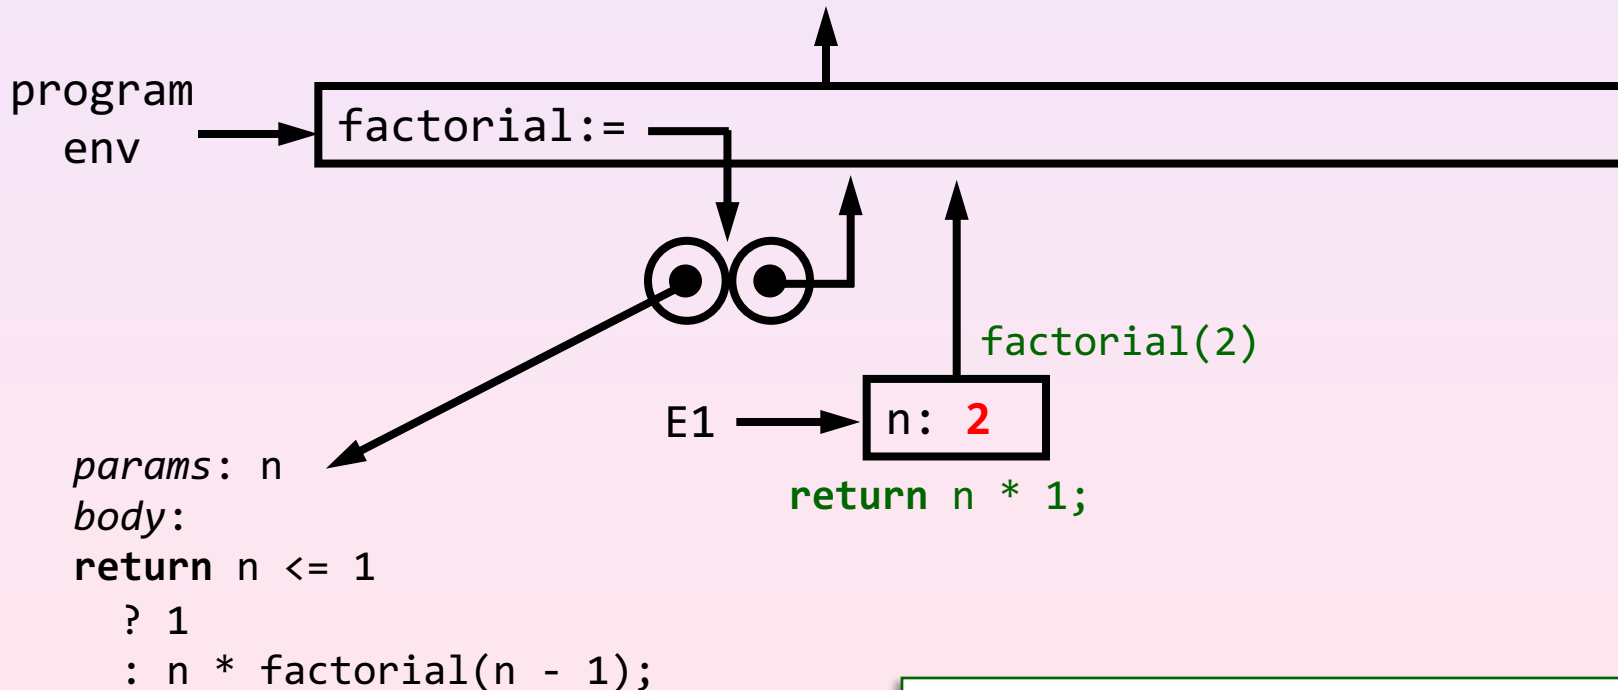 program
env
factorial:=
factorial(2)
E1
n: 2
return n * 1;
params: n
body:
return n <= 1
? 1
: n * factorial(n - 1);